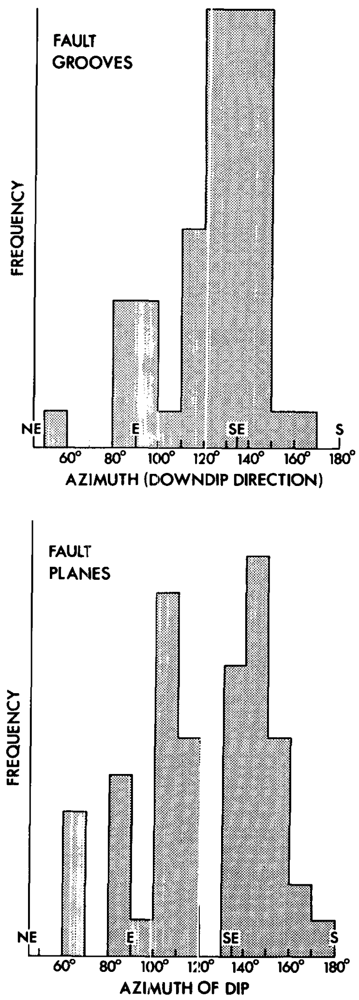 FAULT
GROOVES
FREQUENCY
NE E SE S
60° 80° 100° 120° 140° 160° 180°
AZIMUTH (DOWNDIP DIRECTION)
FAULT
PLANES
FREQUENCY
NE E SE S
60° 80° 100° 120° 140° 160° 180°
AZIMUTH OF DIP